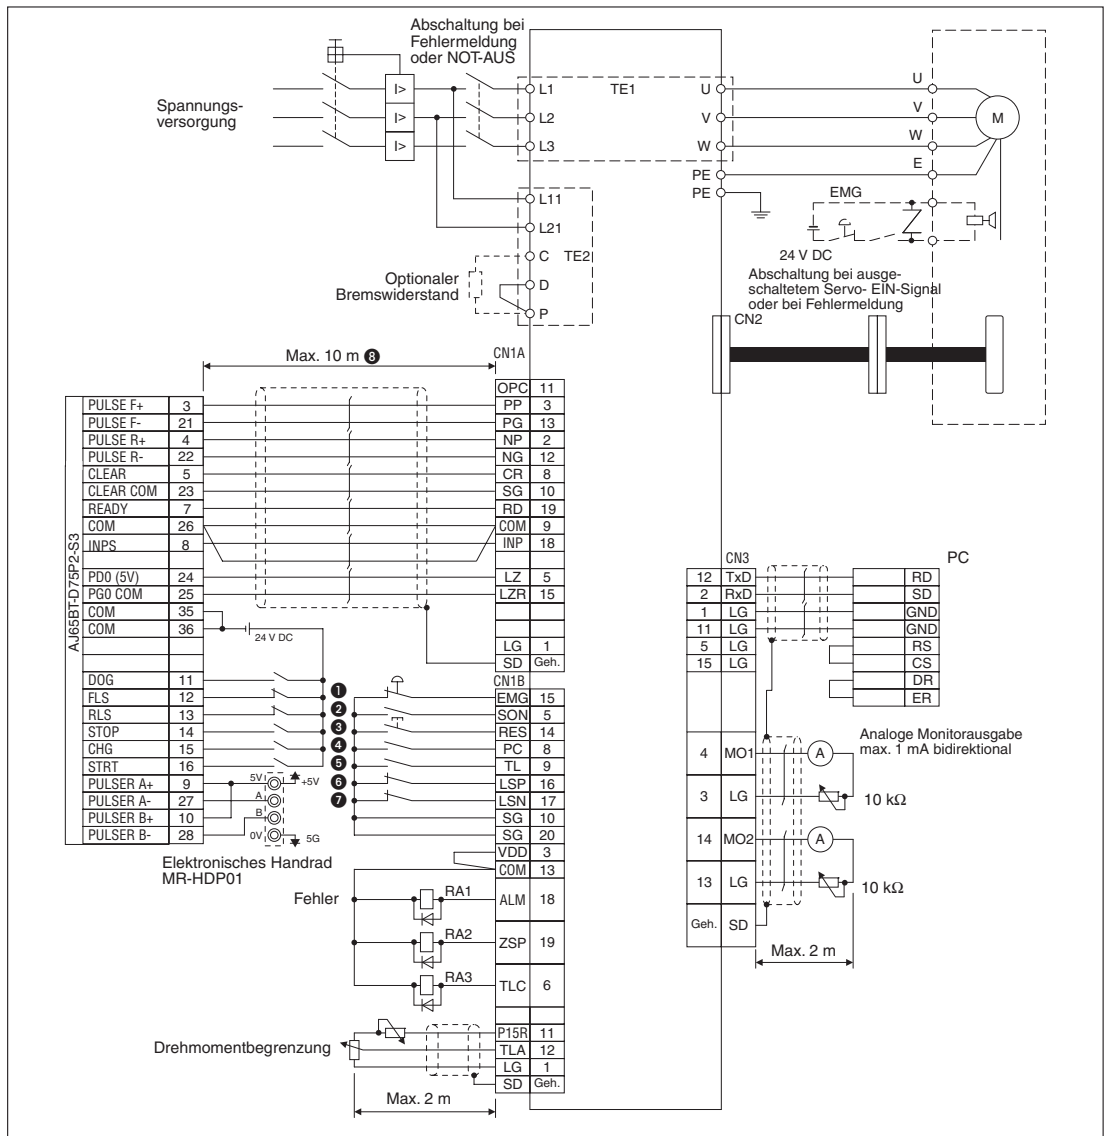 Abschaltung bei
Fehlermeldung
oder NOT-AUS
Spannungs-
versorgung
I>
I>
I>
L1
L2
L3
TE1
U
V
W
PE
PE
U
V
W
E
M
L11
L21
C
D
P
TE2
Optionaler
Bremswiderstand
EMG
24 V DC
Abschaltung bei ausge-
schaltetem Servo- EIN-Signal
oder bei Fehlermeldung
CN2
Max. 10 m ❽
CN1A
OPC 11
PP 3
PG 13
NP 2
NG 12
CR 8
SG 10
RD 19
COM 9
INP 18
LZ 5
LZR 15
LG 1
SD Geh.
AJ65BT-D75P2-S3
PULSE F+ 3
PULSE F- 21
PULSE R+ 4
PULSE R- 22
CLEAR 5
CLEAR COM 23
READY 7
COM 26
INPS 8
PD0 (5V) 24
PG0 COM 25
COM 35
COM 36
24 V DC
DOG 11
FLS 12
RLS 13
STOP 14
CHG 15
STRT 16
PULSER A+ 9
PULSER A- 27
PULSER B+ 10
PULSER B- 28
5V
A
B
0V
+5V
5G
Elektronisches Handrad
MR-HDP01
❶
❷
❸
❹
❺
❻
❼
CN1B
EMG 15
SON 5
RES 14
PC 8
TL 9
LSP 16
LSN 17
SG 10
SG 20
VDD 3
COM 13
ALM 18
ZSP 19
TLC 6
P15R 11
TLA 12
LG 1
SD Geh.
Fehler
RA1
RA2
RA3
Drehmomentbegrenzung
Max. 2 m
CN3
12 TxD
2 RxD
1 LG
11 LG
5 LG
15 LG
4 MO1
3 LG
14 MO2
13 LG
Geh. SD
PC
RD
SD
GND
GND
RS
CS
DR
ER
Analoge Monitorausgabe
max. 1 mA bidirektional
A
10 kΩ
A
10 kΩ
Max. 2 m